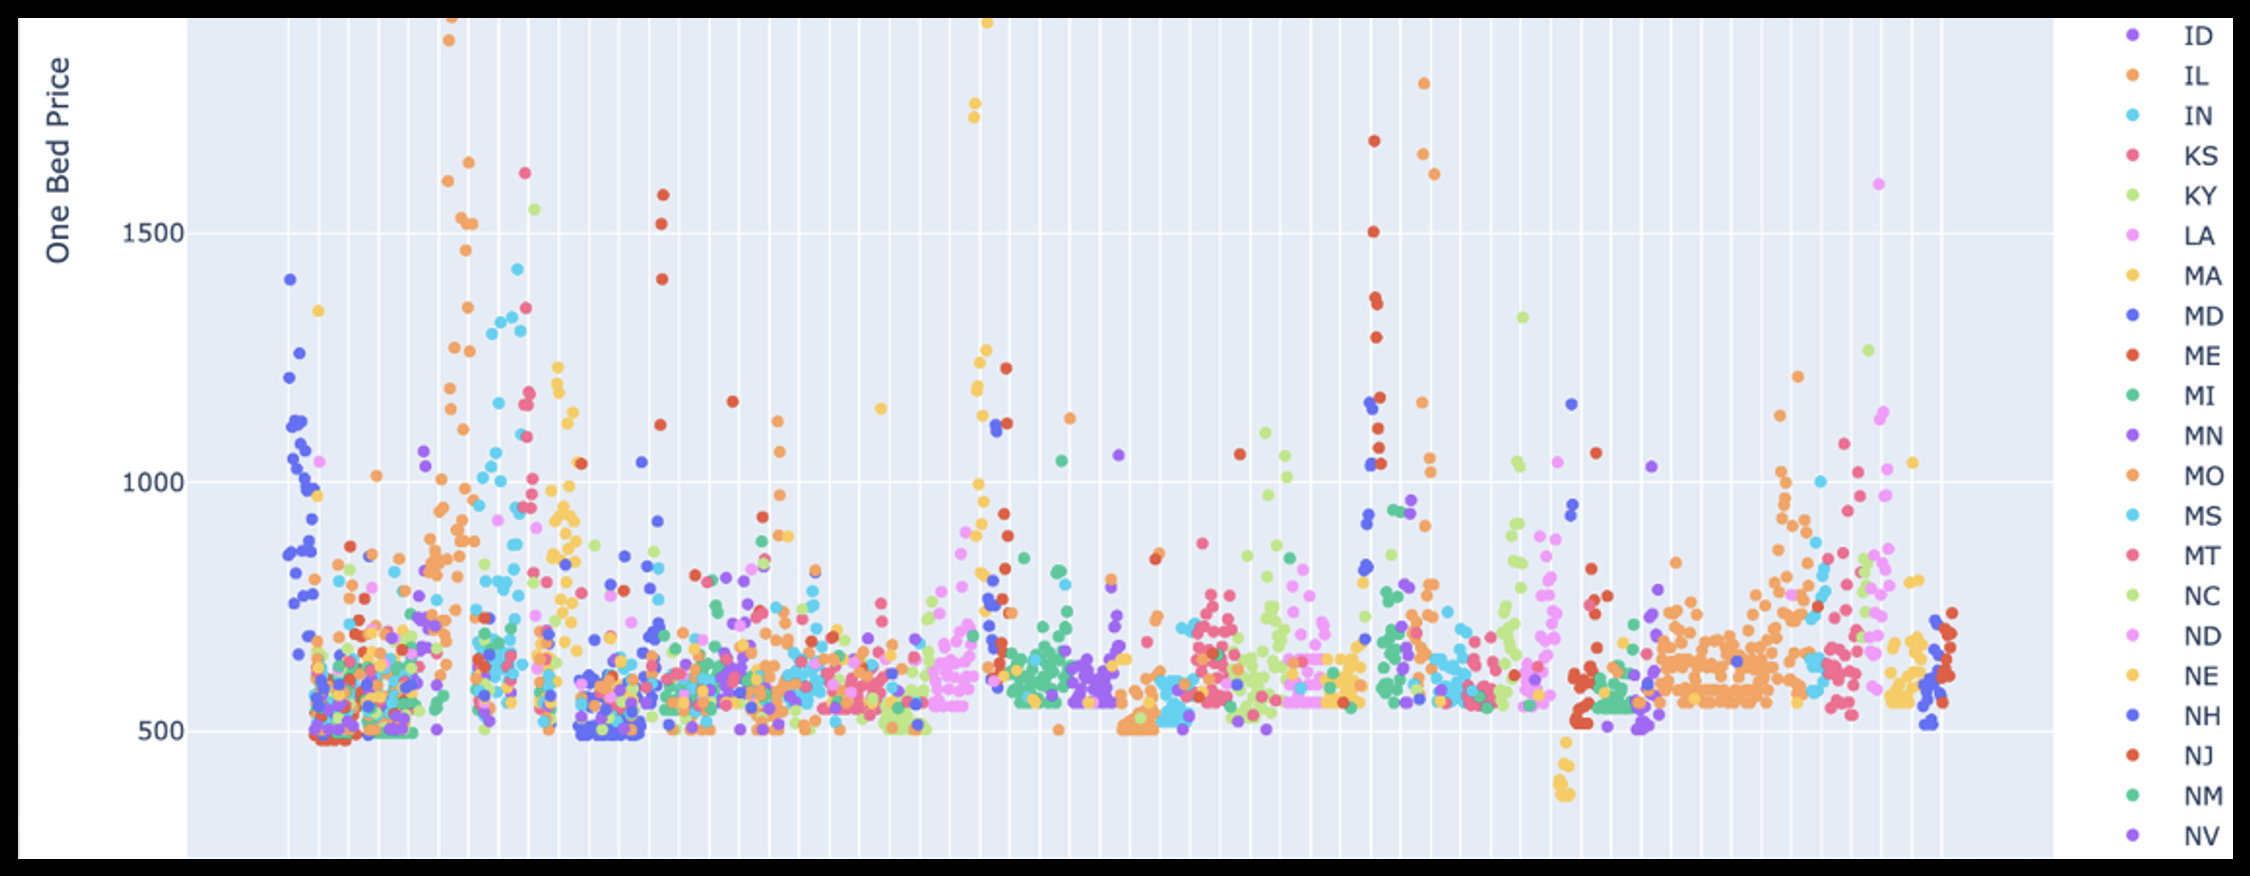 One Bed Price
1500
1000
500
ID
IL
IN
KS
KY
LA
MA
MD
ME
MI
MN
MO
MS
MT
NC
ND
NE
NH
NJ
NM
NV